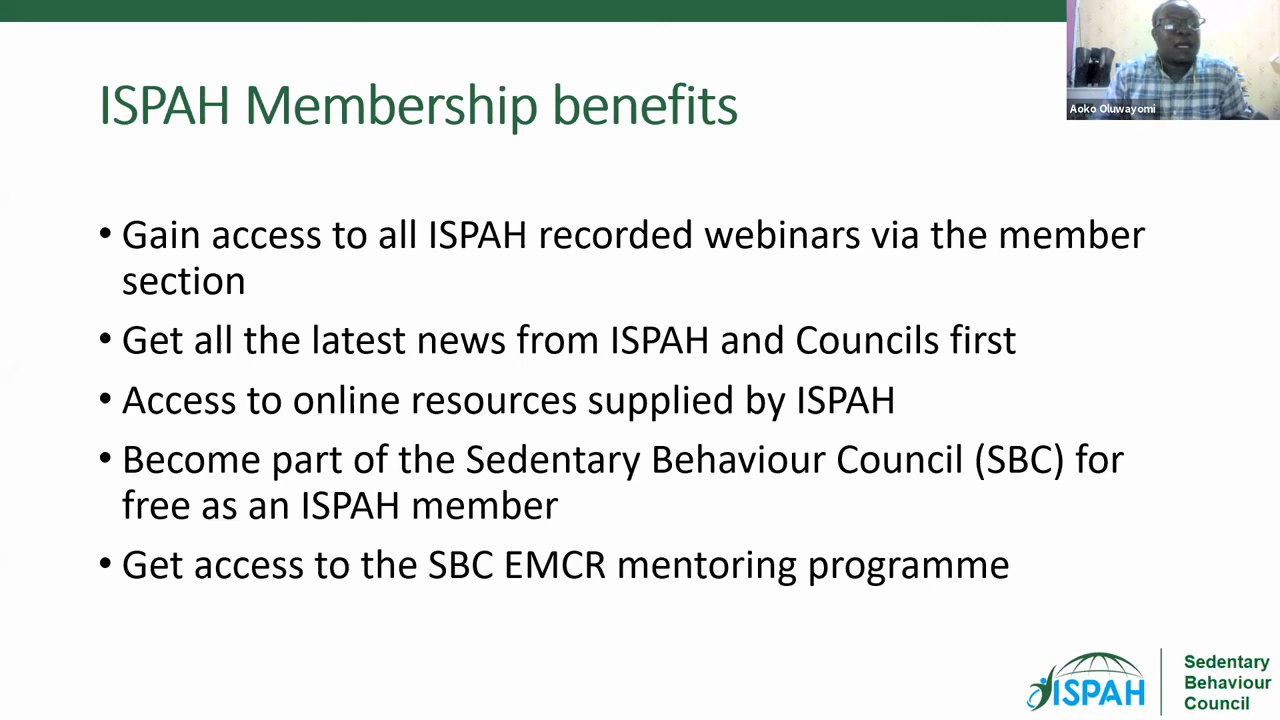 ISPAH Membership benefits
Aoko Oluwayomi
• Gain access to all ISPAH recorded webinars via the member
section
• Get all the latest news from ISPAH and Councils first
• Access to online resources supplied by ISPAH
• Become part of the Sedentary Behaviour Council (SBC) for
free as an ISPAH member
• Get access to the SBC EMCR mentoring programme
ISPAH
Sedentary
Behaviour
Council